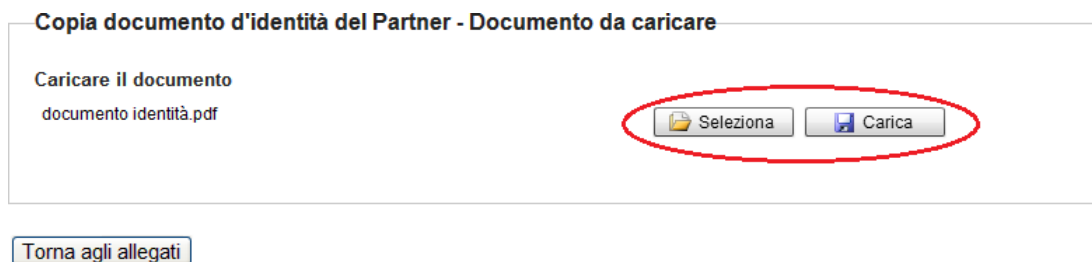 Copia documento d'identità del Partner - Documento da caricare
Caricare il documento
documento identità.pdf
Seleziona
Carica
Torna agli allegati